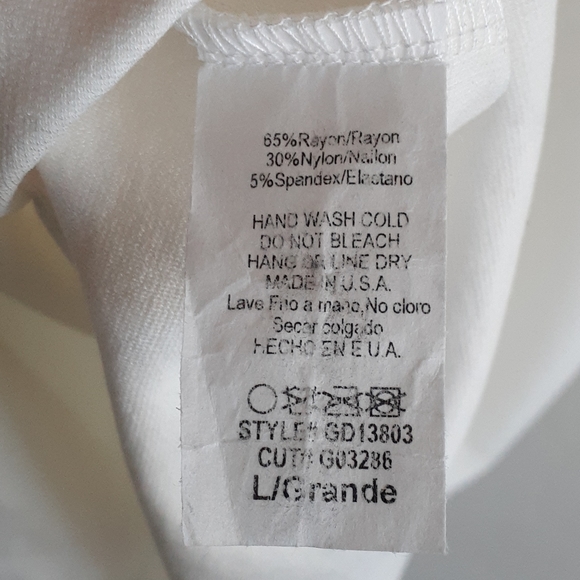 65%Rayon/Rayon
30%Nylon/Nailon
5%Spandex/Elastano
HAND WASH COLD
DO NOT BLEACH
HANG OR LINE DRY
MADE IN U.S.A.
Lave Frio a mano, No cloro
Secar colgado
HECHO EN E.U.A.
STYLE# GD13803
CUT# G03286
L/Grande